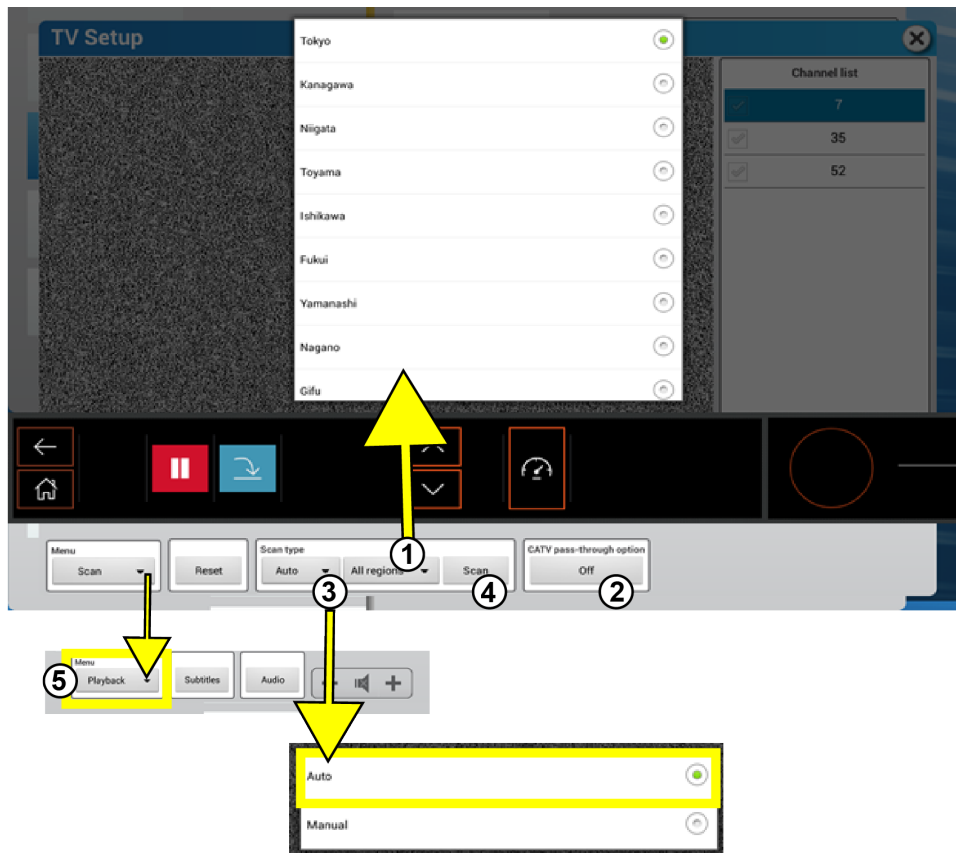 TV Setup
Tokyo
Kanagawa
Niigata
Toyama
Ishikawa
Fukui
Yamanashi
Nagano
Gifu
Channel list
7
35
52
Menu
Scan
Reset
Scan type
Auto
All regions
Scan
CATV pass-through option
Off
1
3
4
2
5
Menu
Playback
Subtitles
Audio
Auto
Manual